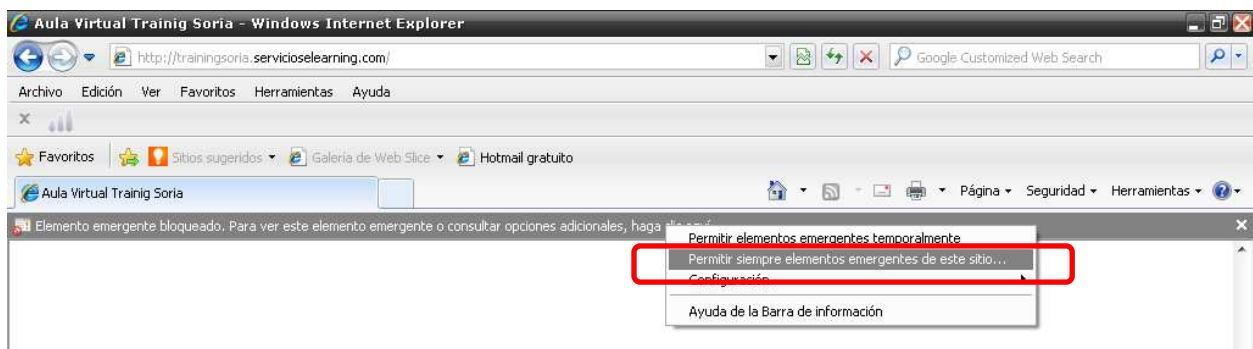 Aula Virtual Trainig Soria - Windows Internet Explorer
http://trainingsoria.servicioselearning.com/
Google Customized Web Search
Archivo Edición Ver Favoritos Herramientas Ayuda
Favoritos Sitios sugeridos Galería de Web Slice Hotmail gratuito
Aula Virtual Trainig Soria Página Seguridad Herramientas
Elemento emergente bloqueado. Para ver este elemento emergente o consultar opciones adicionales, haga clic aquí
Permitir elementos emergentes temporalmente
Permitir siempre elementos emergentes de este sitio...
Configuración
Ayuda de la Barra de información